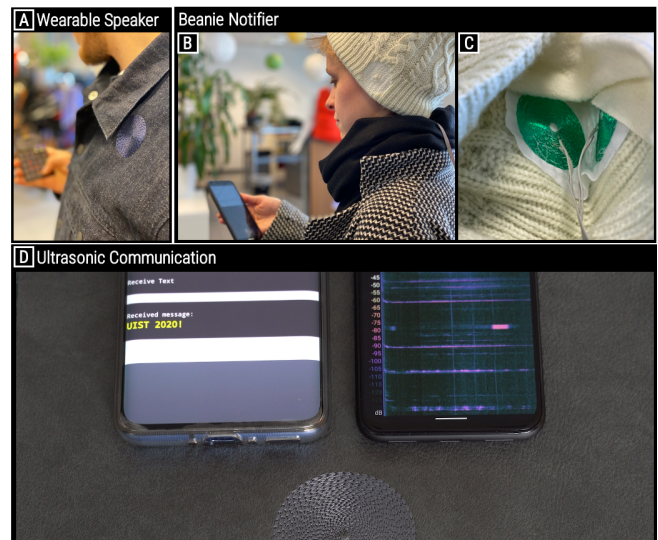 A Wearable Speaker
Beanie Notifier
B
C
D Ultrasonic Communication
Receive Text
Received message:
UIST 2020!
-45
-50
-55
-60
-65
-70
-75
-80
-85
-90
-95
-100
-105
-110
dB